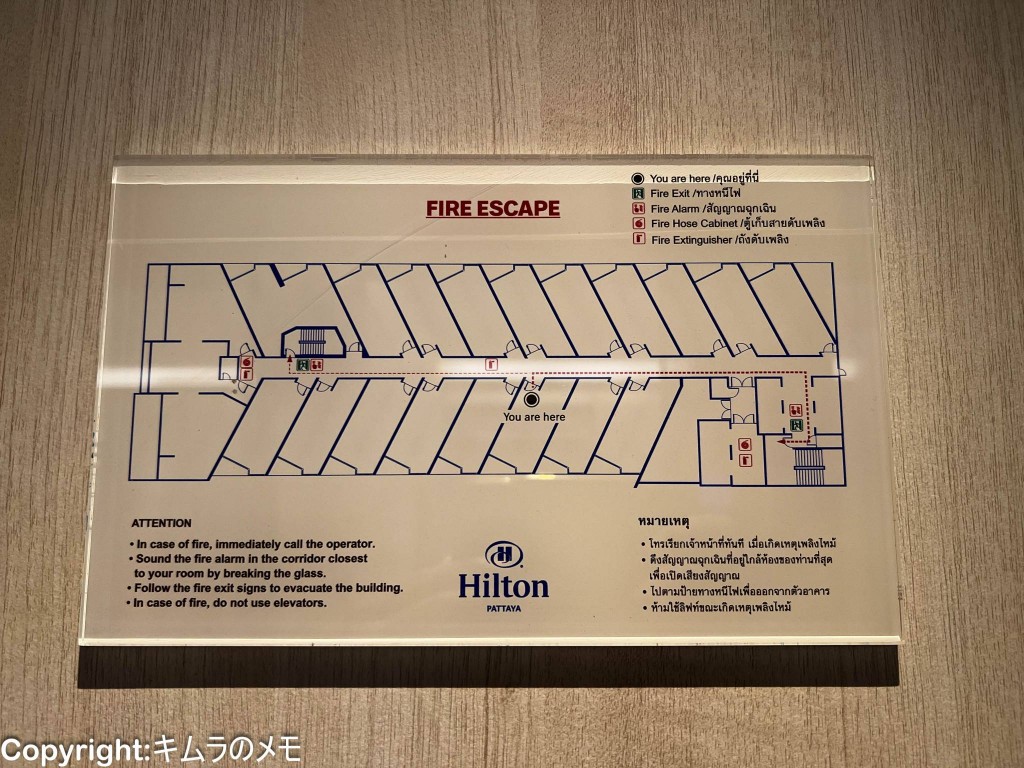 FIRE ESCAPE
You are here /คุณอยู่ที่นี่
Fire Exit /ทางหนีไฟ
Fire Alarm /สัญญาณฉุกเฉิน
Fire Hose Cabinet /ตู้เก็บสายดับเพลิง
Fire Extinguisher /ถังดับเพลิง
You are here
ATTENTION
• In case of fire, immediately call the operator.
• Sound the fire alarm in the corridor closest
to your room by breaking the glass.
• Follow the fire exit signs to evacuate the building.
• In case of fire, do not use elevators.
H
Hilton
PATTAYA
หมายเหตุ
• โทรเรียกเจ้าหน้าที่ทันที เมื่อเกิดเหตุเพลิงไหม้
• ดึงสัญญาณฉุกเฉินที่อยู่ใกล้ห้องของท่านที่สุด
เพื่อเปิดเสียงสัญญาณ
• ไปตามป้ายทางหนีไฟเพื่อออกจากตัวอาคาร
• ห้ามใช้ลิฟท์ขณะเกิดเหตุเพลิงไหม้
Copyright:キムラのメモ